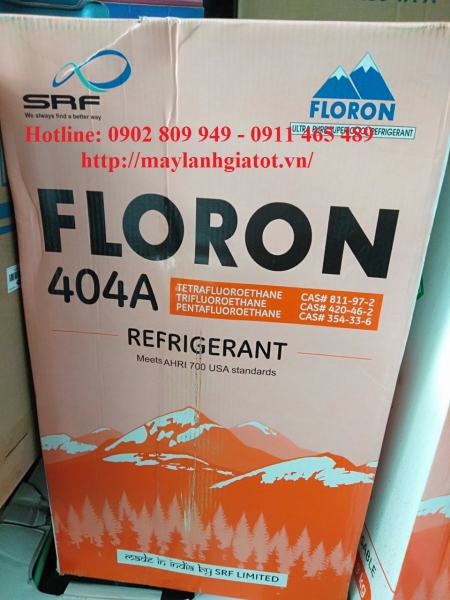 SRF
We always find a better way
FLORON
ULTRA PURE SUPER COOL REFRIGERANT
Hotline: 0902 809 949 - 0911 465 489
http://maylanhgiatot.vn/
FLORON
404A
TETRAFLUOROETHANE CAS# 811-97-2
TRIFLUOROETHANE CAS# 420-46-2
PENTAFLUOROETHANE CAS# 354-33-6
REFRIGERANT
Meets AHRI 700 USA standards
made in india by SRF LIMITED